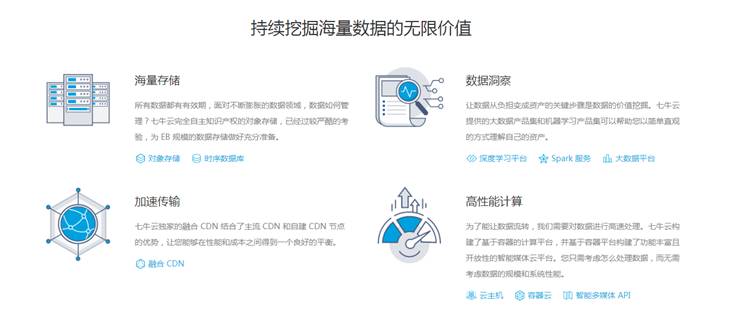 持续挖掘海量数据的无限价值
海量存储
所有数据都有有效期，面对不断膨胀的数据领域，数据如何管
理？七牛云完全自主知识产权的对象存储，已经过较严酷的考
验，为 EB 规模的数据存储做好充分准备。
对象存储 时序数据库
数据洞察
让数据从负担变成资产的关键步骤是数据的价值挖掘。七牛云
提供的大数据产品集和机器学习产品集可以帮助您以简单直观
的方式理解自己的资产。
深度学习平台 Spark 服务 大数据平台
加速传输
七牛云独家的融合 CDN 结合了主流 CDN 和自建 CDN 节点
的优势，让您能够在性能和成本之间得到一个良好的平衡。
融合 CDN
高性能计算
为了能让数据流转，我们需要对数据进行高速处理。七牛云构
建了基于容器的计算平台，并基于容器平台构建了功能丰富且
开放性的智能媒体云平台。您只需考虑怎么处理数据，而无需
考虑数据的规模和系统性能。
云主机 容器云 智能多媒体 API